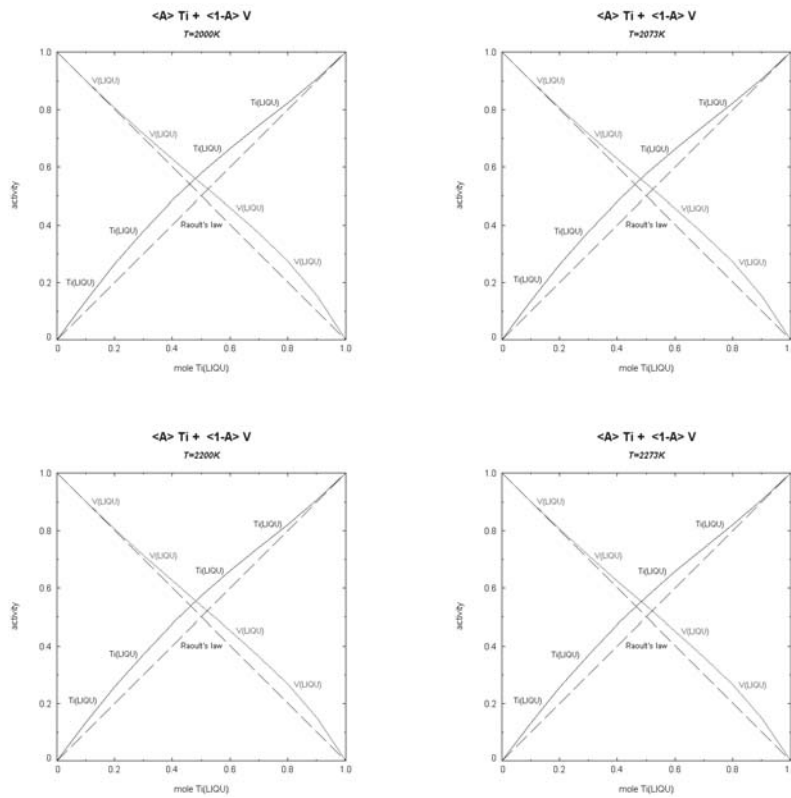 <A> Ti + <1-A> V
T=2000K
1.0
V(LIQU)
Ti(LIQU)
0.8
V(LIQU)
Ti(LIQU)
0.6
activity
V(LIQU)
0.4
Ti(LIQU)
Raoult's law
V(LIQU)
0.2
Ti(LIQU)
0
0 0.2 0.4 0.6 0.8 1.0
mole Ti(LIQU)
<A> Ti + <1-A> V
T=2073K
1.0
V(LIQU)
Ti(LIQU)
0.8
V(LIQU)
Ti(LIQU)
0.6
activity
V(LIQU)
0.4
Ti(LIQU)
Raoult's law
V(LIQU)
0.2
Ti(LIQU)
0
0 0.2 0.4 0.6 0.8 1.0
mole Ti(LIQU)
<A> Ti + <1-A> V
T=2200K
1.0
V(LIQU)
Ti(LIQU)
0.8
V(LIQU)
Ti(LIQU)
0.6
activity
V(LIQU)
0.4
Raoult's law
Ti(LIQU)
V(LIQU)
0.2
Ti(LIQU)
0
0 0.2 0.4 0.6 0.8 1.0
mole Ti(LIQU)
<A> Ti + <1-A> V
T=2273K
1.0
V(LIQU)
Ti(LIQU)
0.8
V(LIQU)
Ti(LIQU)
0.6
activity
V(LIQU)
0.4
Raoult's law
Ti(LIQU)
V(LIQU)
0.2
Ti(LIQU)
0
0 0.2 0.4 0.6 0.8 1.0
mole Ti(LIQU)